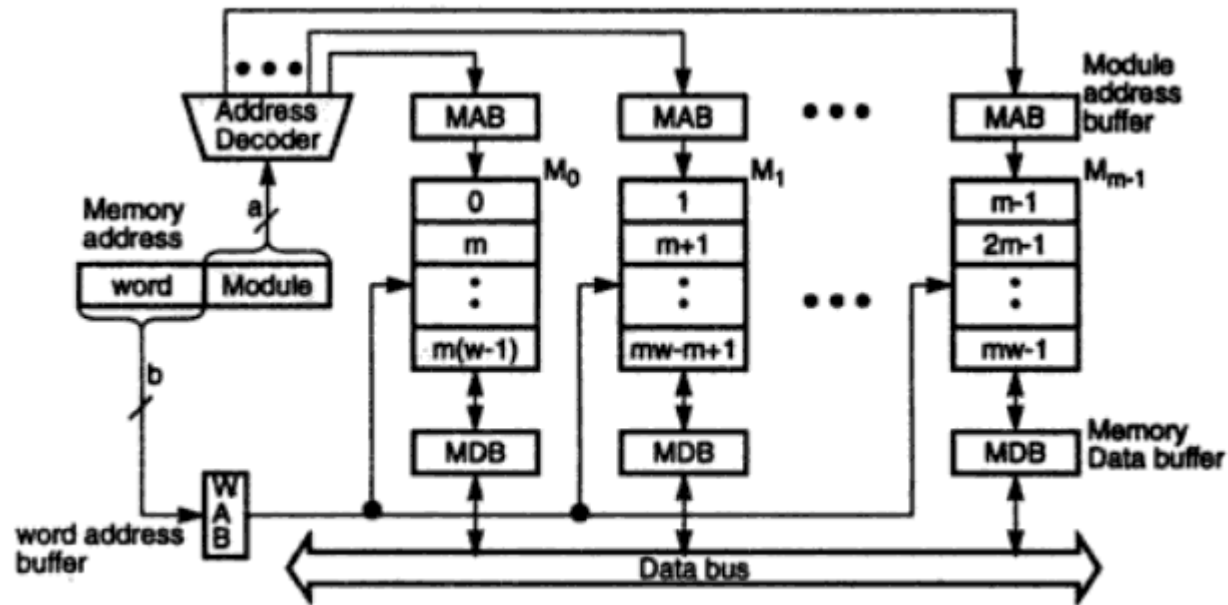 Address
Decoder
MAB
MAB
MAB
Module
address
buffer
M0
M1
Mm-1
a
Memory
address
word
Module
0
m
m(w-1)
1
m+1
mw-m+1
m-1
2m-1
mw-1
b
MDB
MDB
MDB
Memory
Data buffer
W
A
B
word address
buffer
Data bus